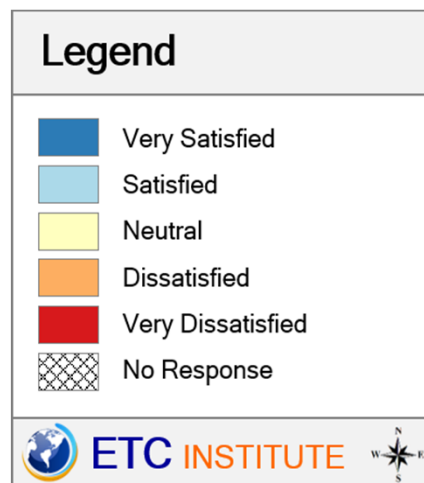 Legend
Very Satisfied
Satisfied
Neutral
Dissatisfied
Very Dissatisfied
No Response
ETC INSTITUTE
N
W E
S